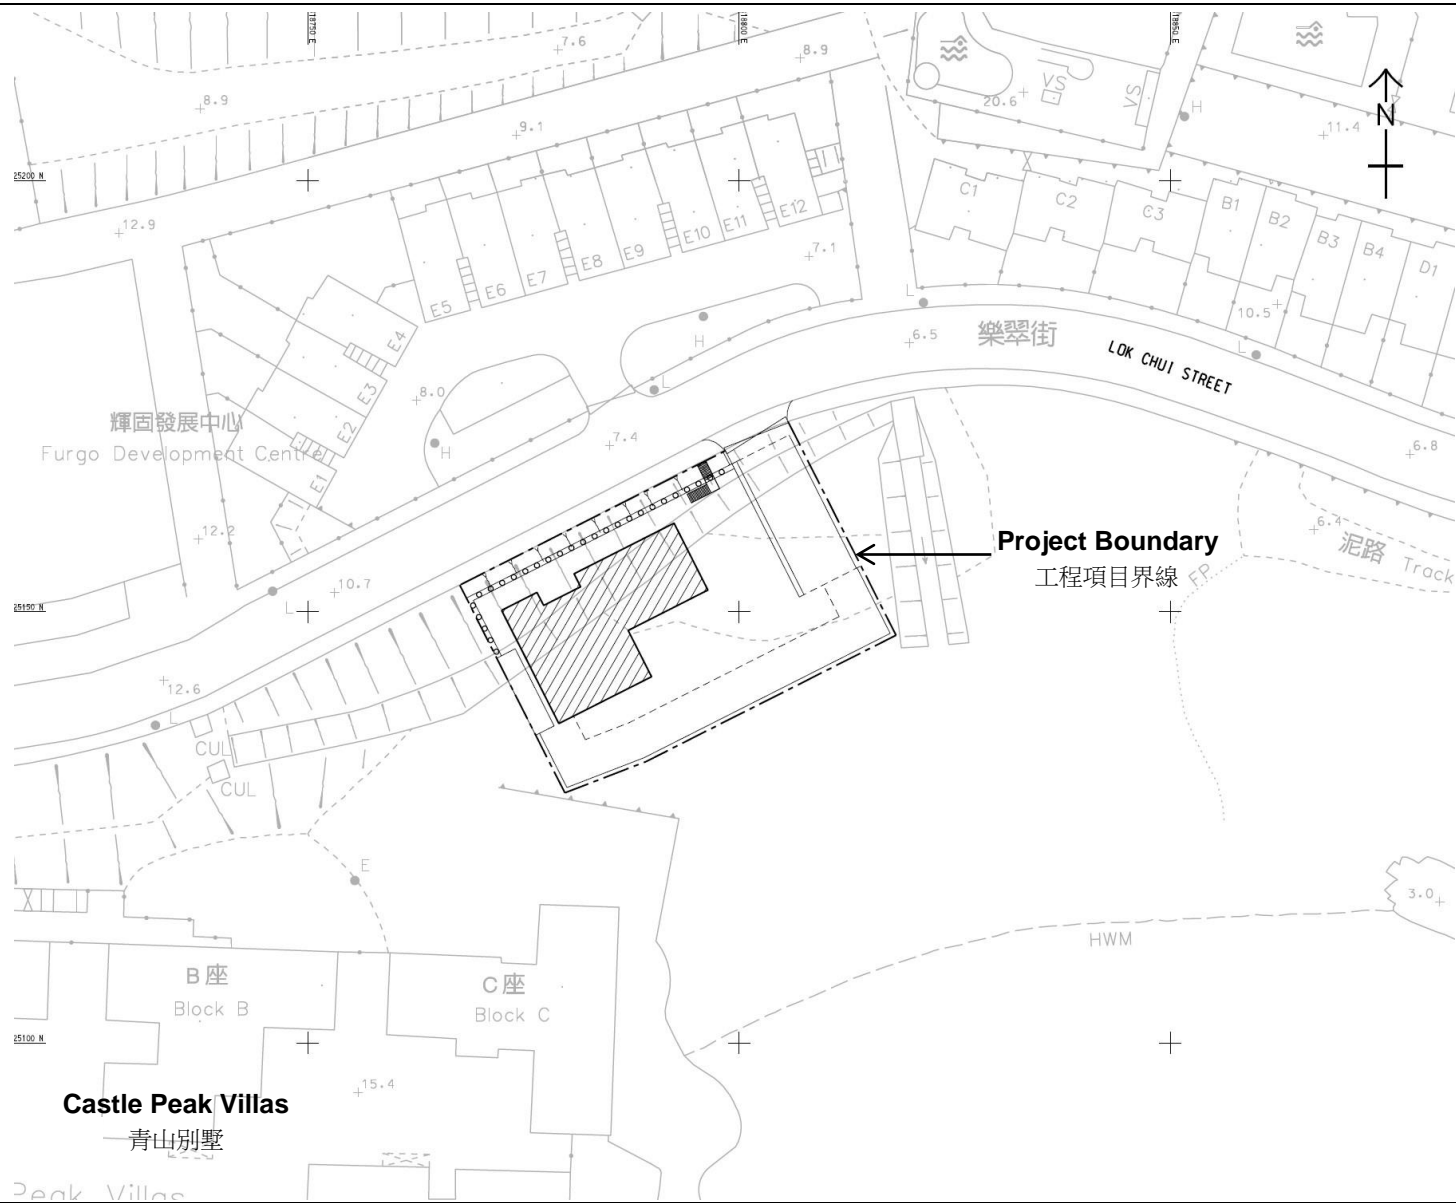 18750 E
18800 E
18850 E
7.6
8.9
8.9
20.6
VS
VS
H
N
11.4
9.1
25200 N
C1
C2
C3
B1
B2
B3
B4
D1
12.9
E12
E11
E10
E9
E8
E7
E6
E5
7.1
L
10.5
L
H
6.5
樂翠街
LOK CHUI STREET
E4
E3
E2
E1
8.0
L
輝固發展中心
Furgo Development Centre
H
7.4
6.8
12.2
6.4
泥路
Track
Project Boundary
工程項目界線
FP
10.7
L
25150 N
12.6
L
CUL
CUL
E
3.0
HWM
B座
Block B
C座
Block C
25100 N
15.4
Castle Peak Villas
青山別墅
Peak Villas